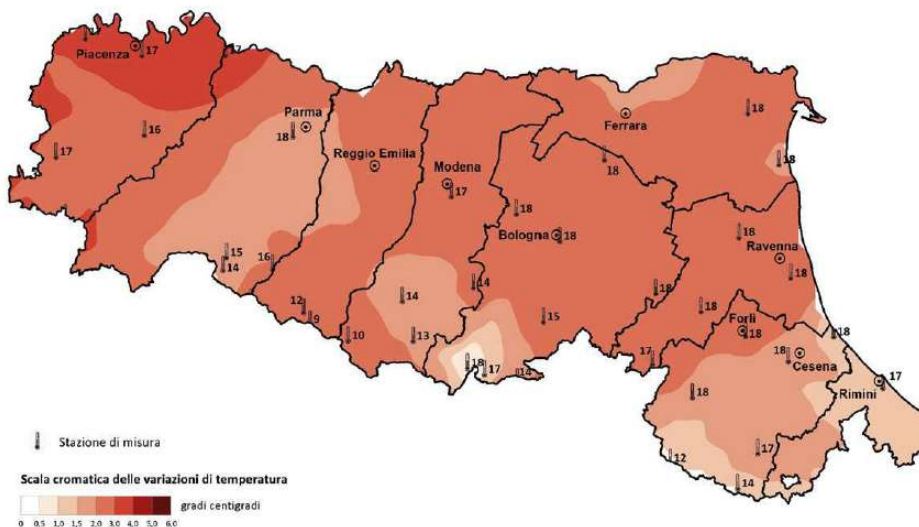 Piacenza
17
17
16
17
Parma
18
Reggio Emilia
Modena
17
Ferrara
18
18
18
18
Bologna
18
18
Ravenna
18
15
14
16
12
9
10
14
14
13
15
18
17
14
18
18
Forlì
18
17
18
Cesena
18
18
17
Rimini
12
17
14
Stazione di misura
Scala cromatica delle variazioni di temperatura
gradi centigradi
0 0,5 1,0 1,5 2,0 3,0 4,0 5,0 6.0